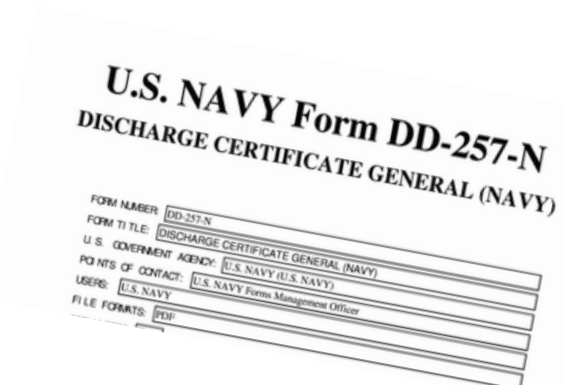 U.S. NAVY Form DD-257-N
DISCHARGE CERTIFICATE GENERAL (NAVY)
FORM NUMBER: DD-257-N
FORM TITLE: DISCHARGE CERTIFICATE GENERAL (NAVY)
U.S. GOVERNMENT AGENCY: U.S. NAVY (U.S. NAVY)
POINTS OF CONTACT: U.S. NAVY Forms Management Officer
USERS: U.S. NAVY
FILE FORMATS: PDF